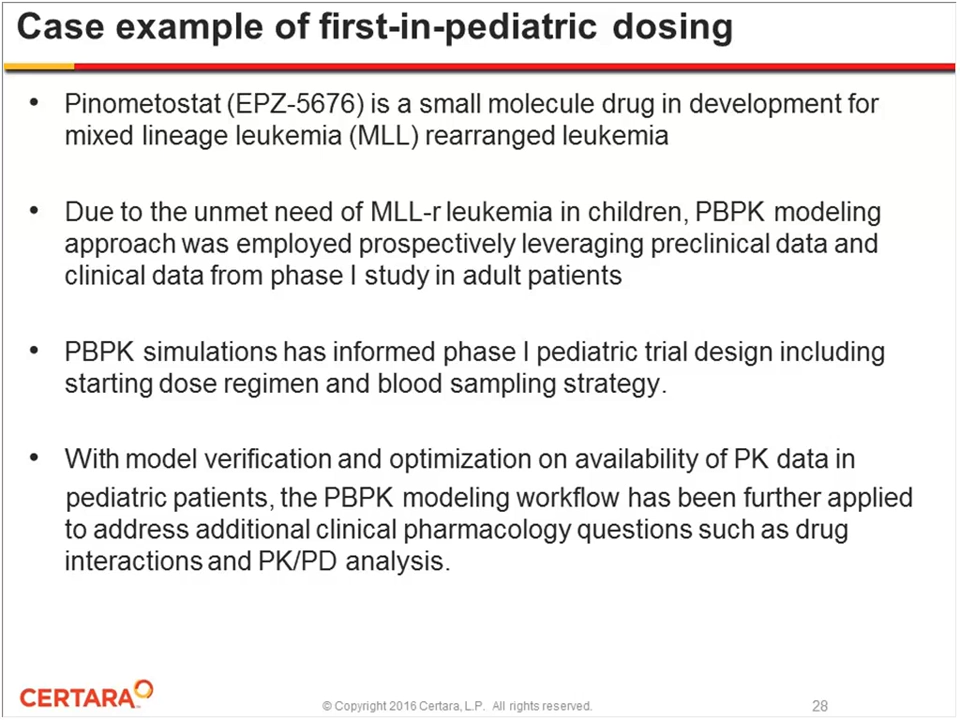 Case example of first-in-pediatric dosing
• Pinometostat (EPZ-5676) is a small molecule drug in development for
mixed lineage leukemia (MLL) rearranged leukemia
• Due to the unmet need of MLL-r leukemia in children, PBPK modeling
approach was employed prospectively leveraging preclinical data and
clinical data from phase I study in adult patients
• PBPK simulations has informed phase I pediatric trial design including
starting dose regimen and blood sampling strategy.
• With model verification and optimization on availability of PK data in
pediatric patients, the PBPK modeling workflow has been further applied
to address additional clinical pharmacology questions such as drug
interactions and PK/PD analysis.
CERTARA
© Copyright 2016 Certara, L.P. All rights reserved.
28